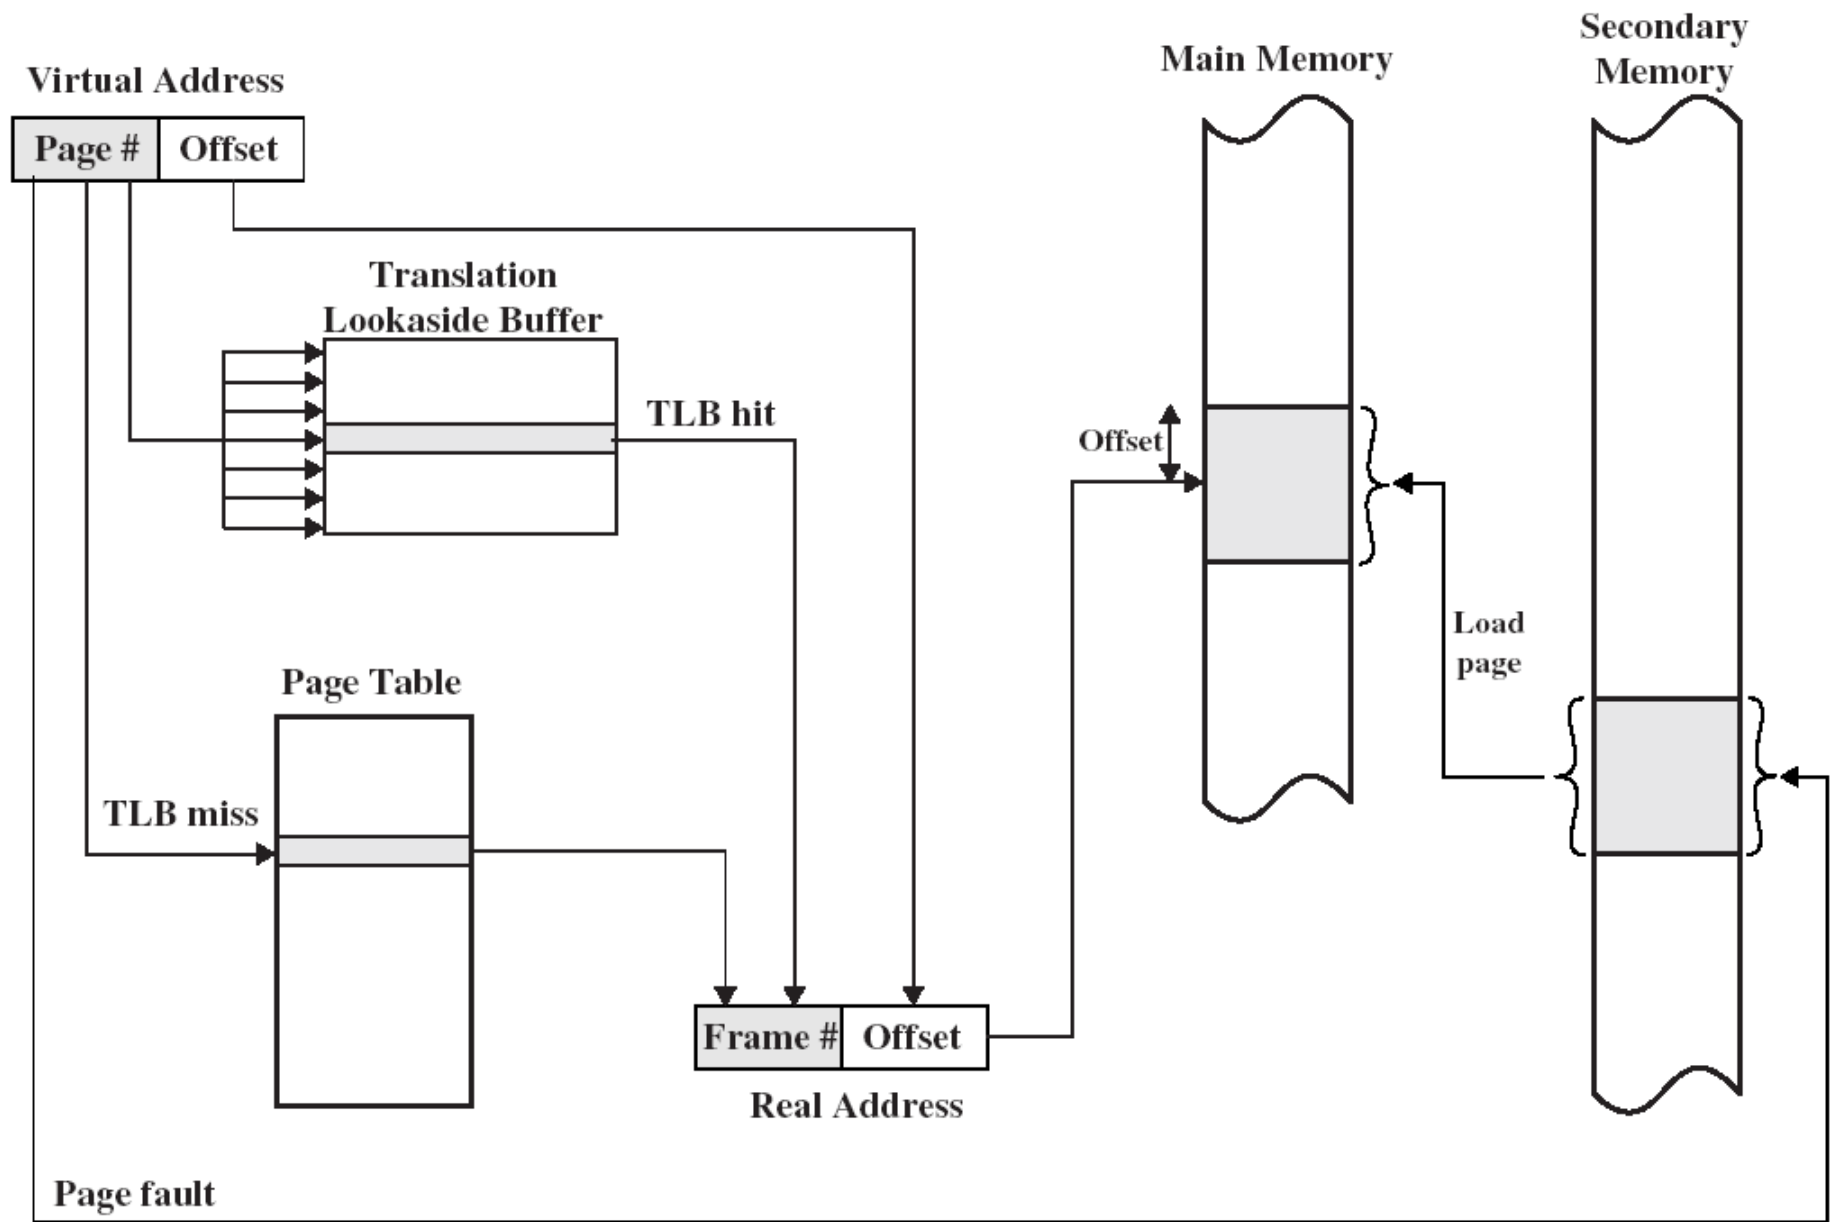 Virtual Address
Page #
Offset
Translation
Lookaside Buffer
TLB hit
Page Table
TLB miss
Frame #
Offset
Real Address
Page fault
Main Memory
Offset
Load
page
Secondary
Memory